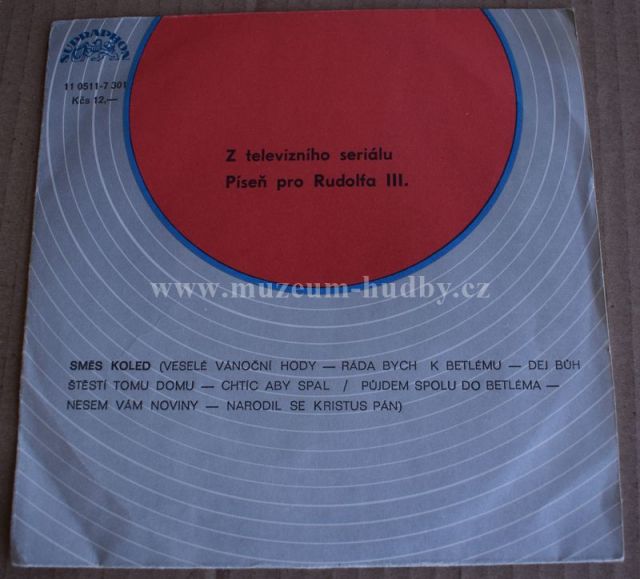 SUPRAPHON
11 0511-7 301
Kčs 12,—
Z televizního seriálu
Píseň pro Rudolfa III.
www.muzeum-hudby.cz
SMĚS KOLED (VESELÉ VÁNOČNÍ HODY — RÁDA BYCH K BETLÉMU — DEJ BŮH
ŠTĚSTÍ TOMU DOMU — CHTÍC ABY SPAL / PŮJDEM SPOLU DO BETLÉMA —
NESEM VÁM NOVINY — NARODIL SE KRISTUS PÁN)